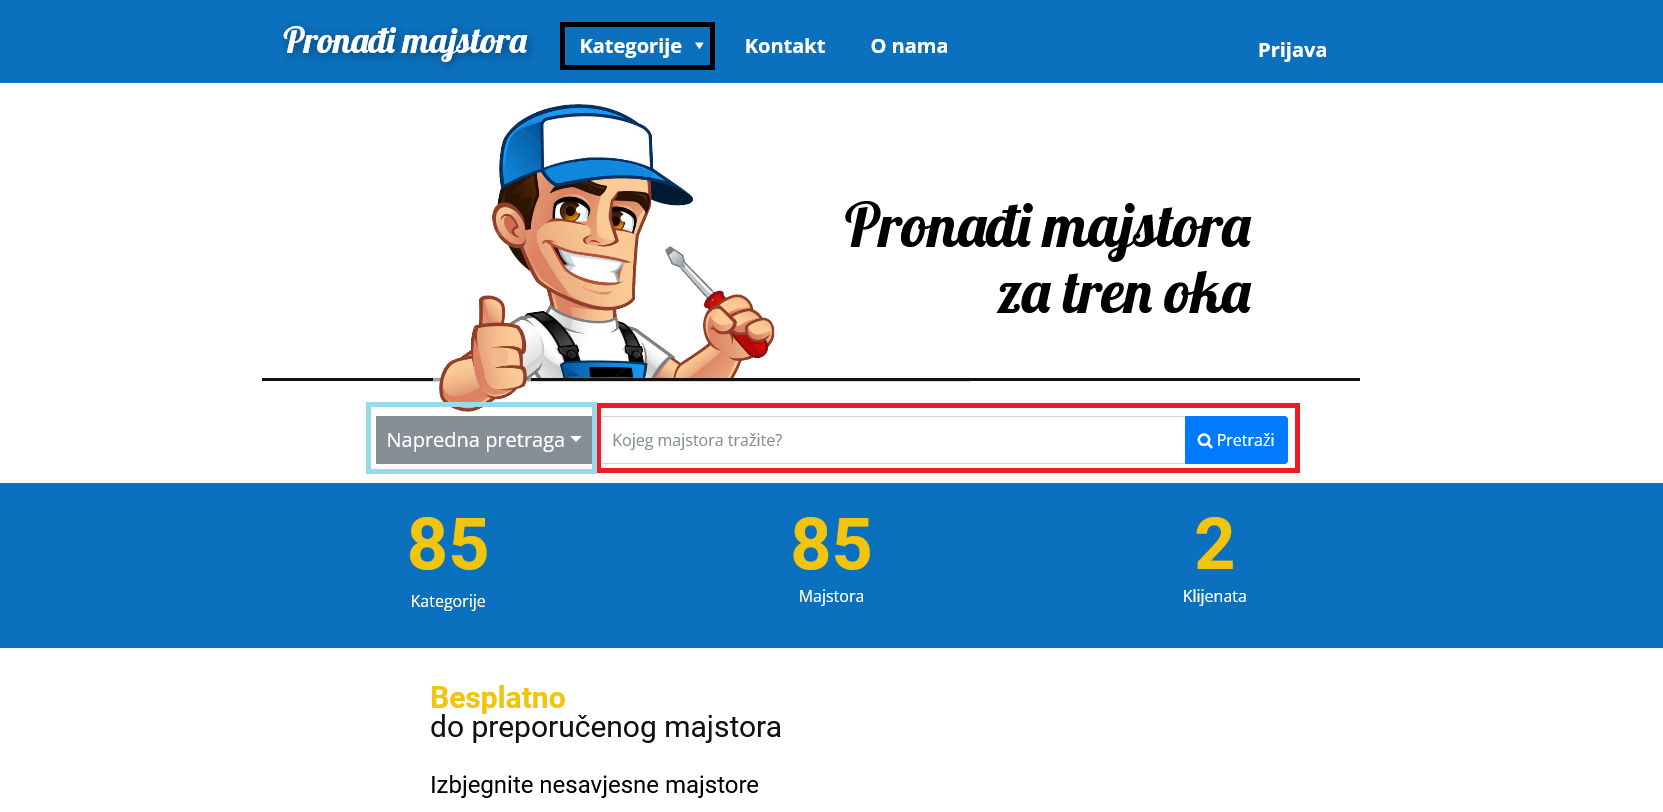 Pronađi majstora
Kategorije
Kontakt
O nama
Prijava
Pronađi majstora
za tren oka
Napredna pretraga
Kojeg majstora tražite?
Pretraži
85
85
2
Kategorije
Majstora
Klijenata
Besplatno
do preporučenog majstora
Izbjegnite nesavjesne majstore